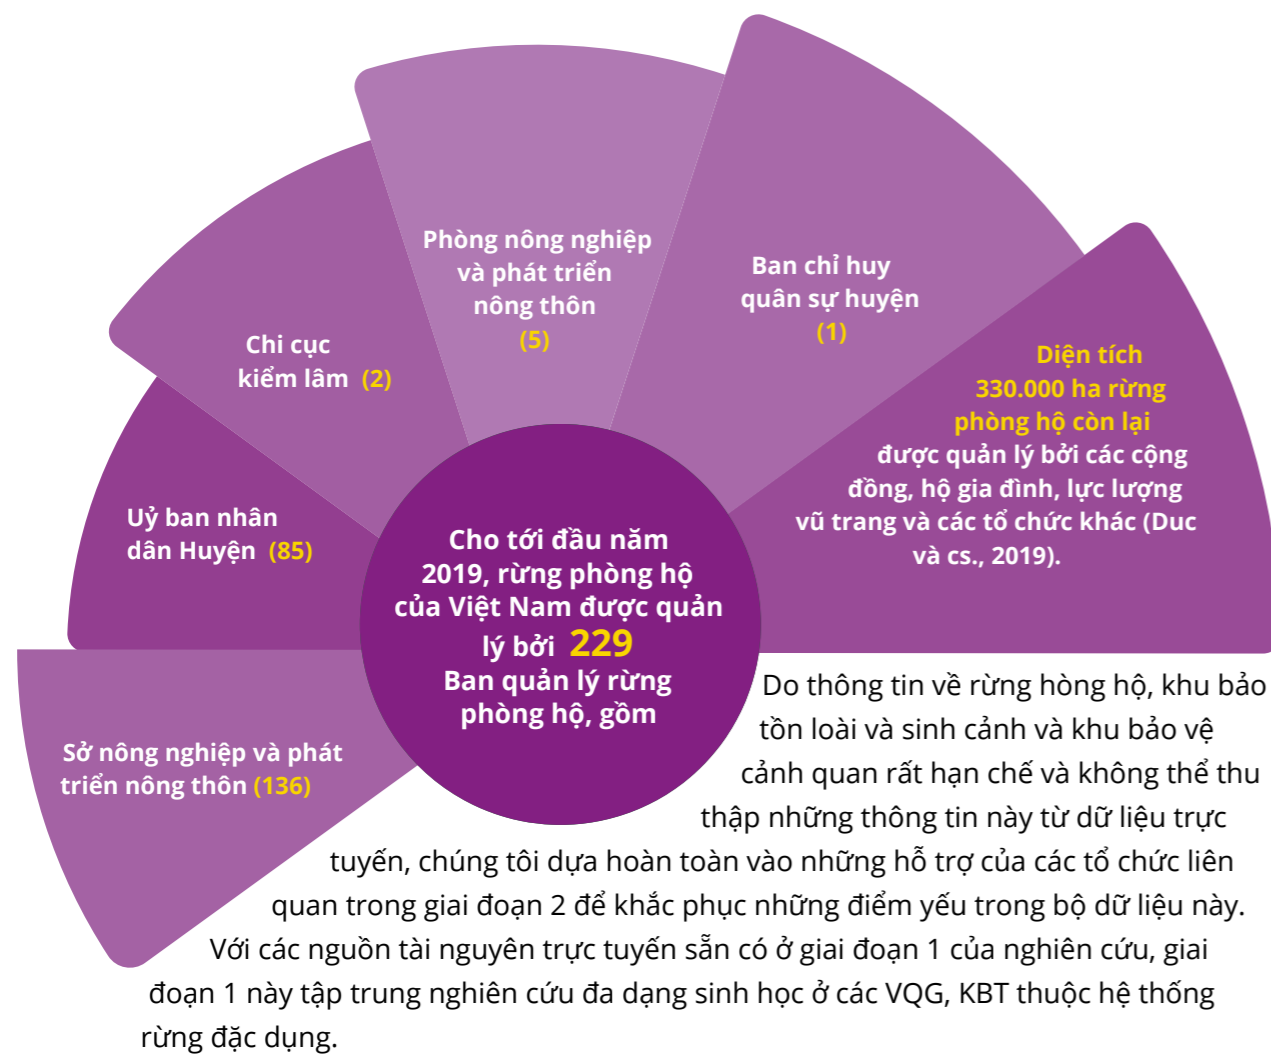 Phòng nông nghiệp
và phát triển
nông thôn
(5)
Ban chỉ huy
quân sự huyện
(1)
Chi cục
kiểm lâm (2)
Diện tích
330.000 ha rừng
phòng hộ còn lại
được quản lý bởi các cộng
đồng, hộ gia đình, lực lượng
vũ trang và các tổ chức khác (Duc
và cs., 2019).
Uỷ ban nhân
dân Huyện (85)
Cho tới đầu năm
2019, rừng phòng hộ
của Việt Nam được quản
lý bởi 229
Ban quản lý rừng
phòng hộ, gồm
Sở nông nghiệp và phát
triển nông thôn (136)
Do thông tin về rừng hòng hộ, khu bảo
tồn loài và sinh cảnh và khu bảo vệ
cảnh quan rất hạn chế và không thể thu
thập những thông tin này từ dữ liệu trực
tuyến, chúng tôi dựa hoàn toàn vào những hỗ trợ của các tổ chức liên
quan trong giai đoạn 2 để khắc phục những điểm yếu trong bộ dữ liệu này.
Với các nguồn tài nguyên trực tuyến sẵn có ở giai đoạn 1 của nghiên cứu, giai
đoạn 1 này tập trung nghiên cứu đa dạng sinh học ở các VQG, KBT thuộc hệ thống
rừng đặc dụng.